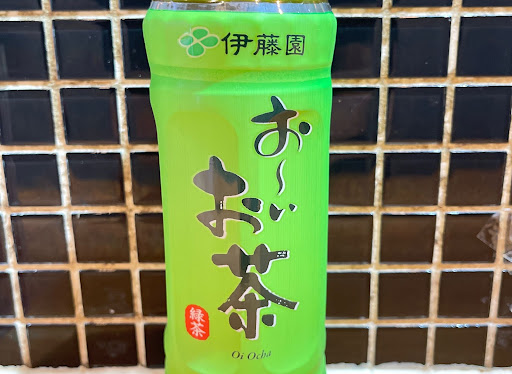 伊藤園
お〜い
お茶
緑茶
Oi Ocha